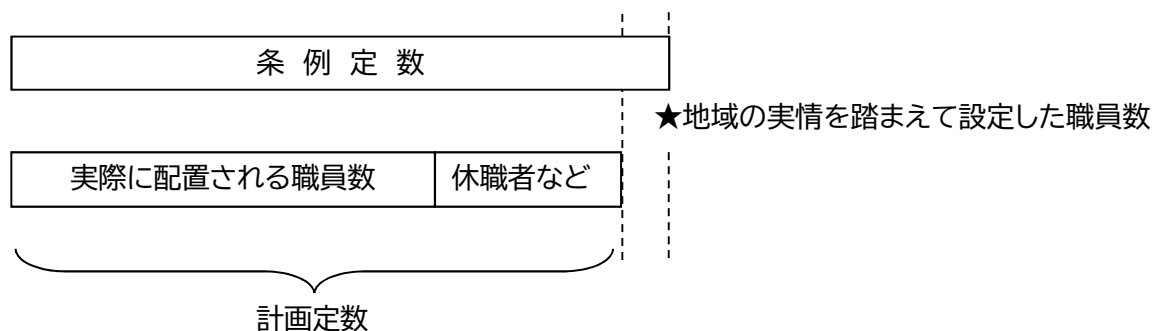 条 例 定 数
★地域の実情を踏まえて設定した職員数
実際に配置される職員数
休職者など
計画定数